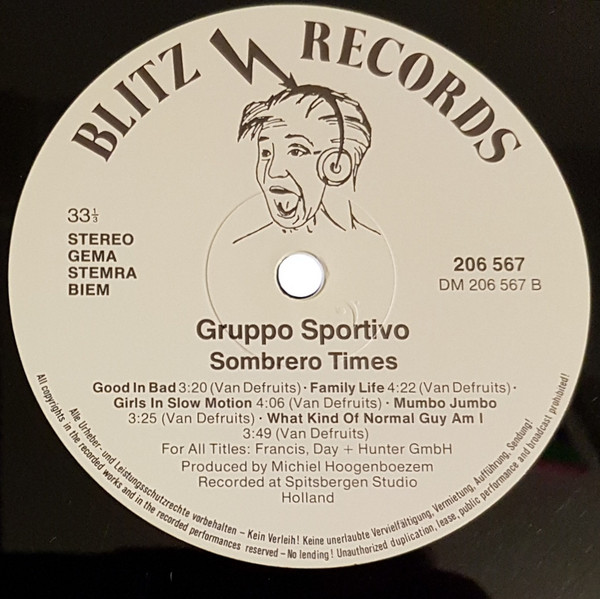 BLITZ RECORDS
33⅓
STEREO
GEMA
STEMRA
BIEM
206 567
DM 206 567 B
Gruppo Sportivo
Sombrero Times
Good In Bad 3:20 (Van Defruits) · Family Life 4:22 (Van Defruits) ·
Girls In Slow Motion 4:06 (Van Defruits) · Mumbo Jumbo
3:25 (Van Defruits) · What Kind Of Normal Guy Am I
3:49 (Van Defruits)
For All Titles: Francis, Day + Hunter GmbH
Produced by Michiel Hoogenboezem
Recorded at Spitsbergen Studio
Holland
Alle Urheber- und Leistungsschutzrechte vorbehalten – Kein Verleih! Keine unerlaubte Vervielfältigung, Vermietung, Aufführung, Sendung!
All copyrights in the recorded works and in the recorded performances reserved – No lending! Unauthorized duplication, lease, public performance and broadcast prohibited!